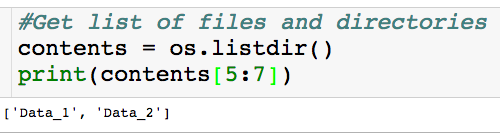 #Get list of files and directories
contents = os.listdir()
print(contents[5:7])
['Data_1', 'Data_2']